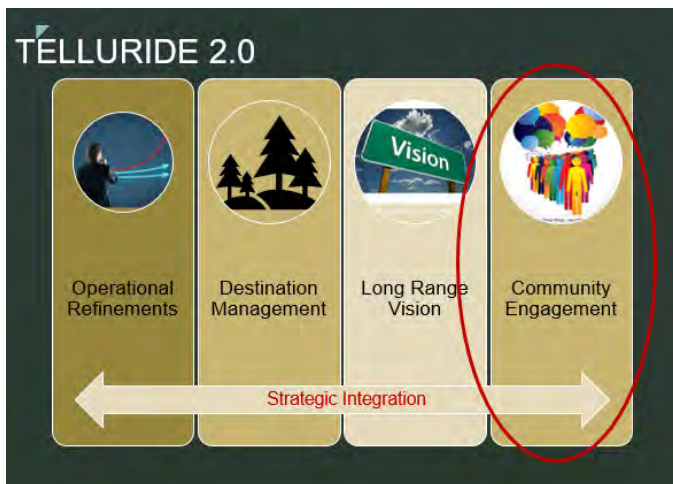 TELLURIDE 2.0
Vision
Operational
Refinements
Destination
Management
Long Range
Vision
Community
Engagement
Strategic Integration